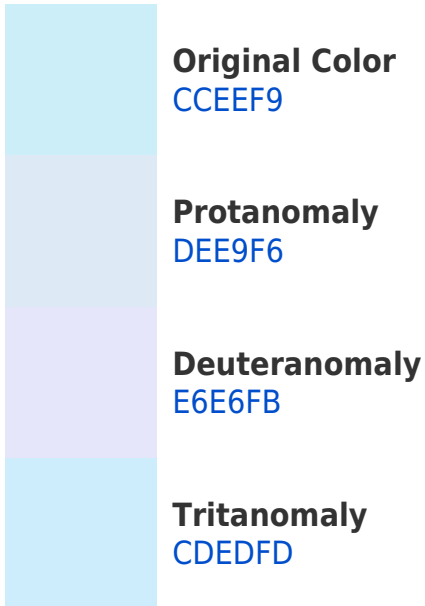 Original Color
CCEEF9
Protanomaly
DEE9F6
Deuteranomaly
E6E6FB
Tritanomaly
CDEDFD